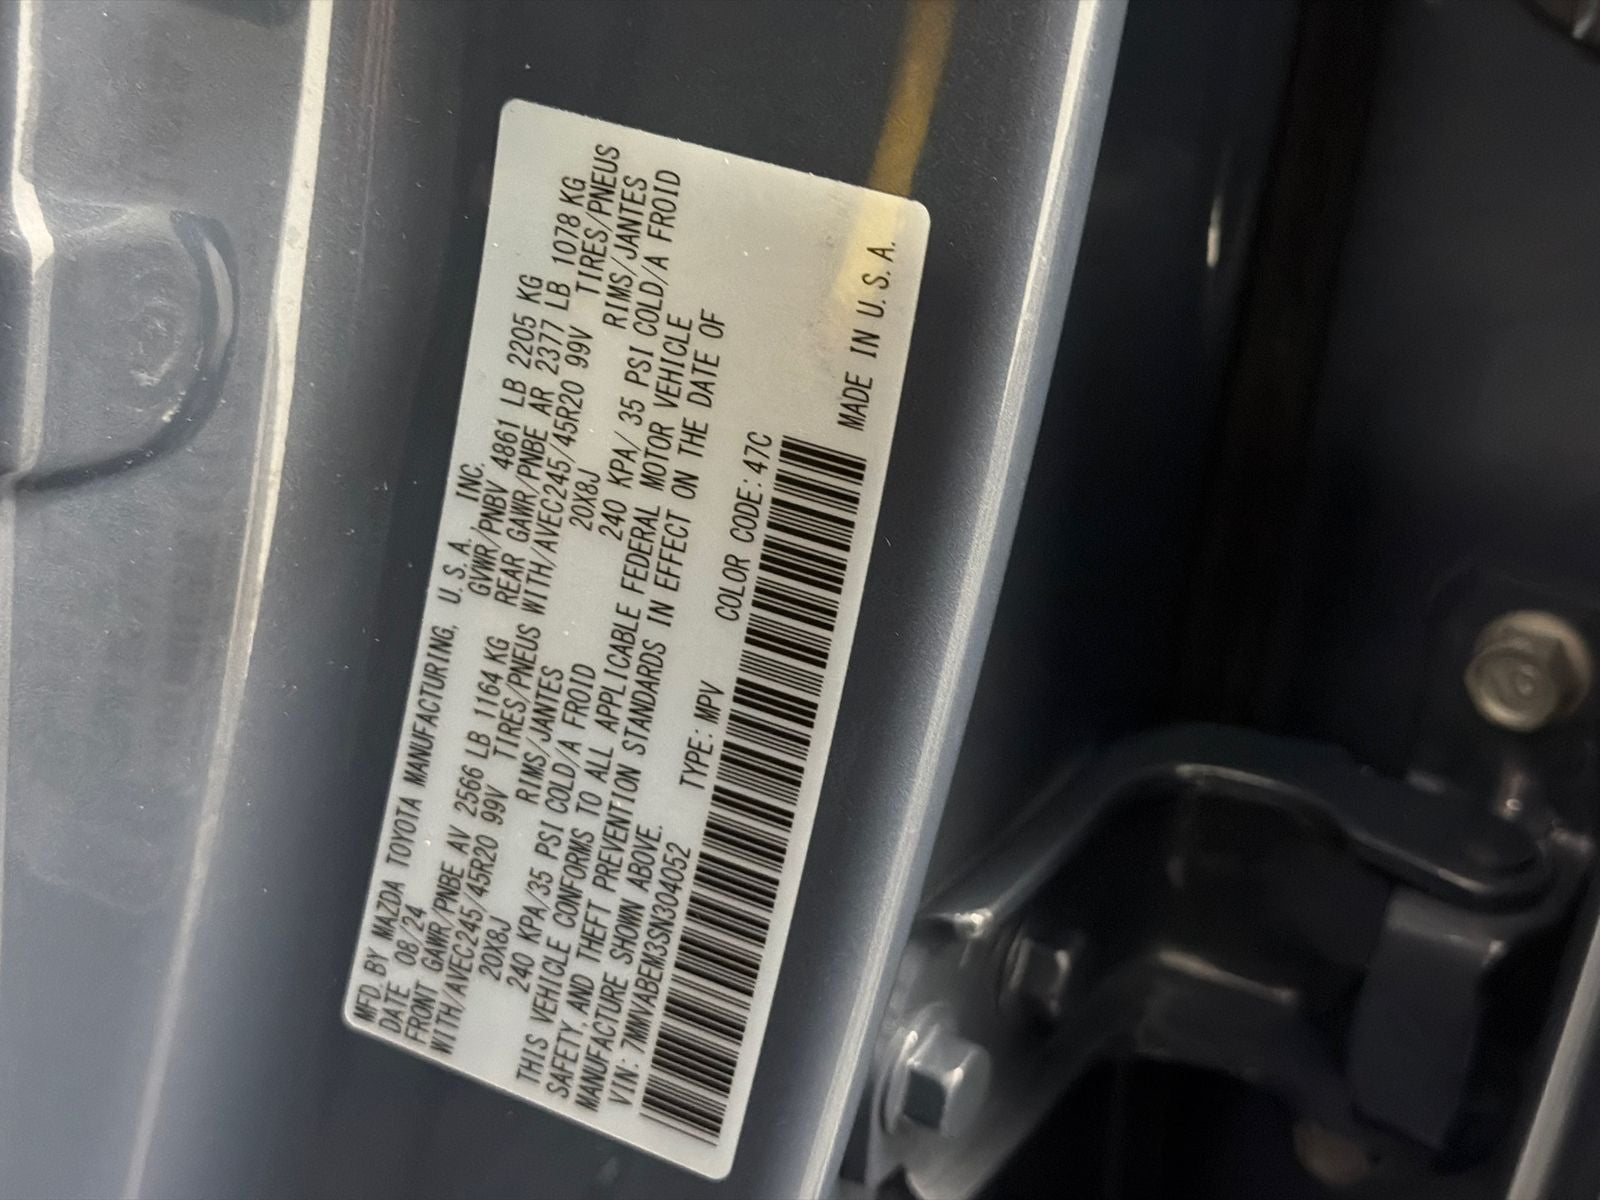 MFD. BY MAZDA TOYOTA MANUFACTURING, U.S.A. INC.
DATE 08/24 GVWR/PNBV 4861 LB 2205 KG
FRONT GAWR/PNBE AV 2566 LB 1164 KG REAR GAWR/PNBE AR 2377 LB 1078 KG
WITH/AVEC245/45R20 99V TIRES/PNEUS WITH/AVEC245/45R20 99V TIRES/PNEUS
20X8J RIMS/JANTES 20X8J RIMS/JANTES
240 KPA/35 PSI COLD/A FROID 240 KPA/ 35 PSI COLD/A FROID
THIS VEHICLE CONFORMS TO ALL APPLICABLE FEDERAL MOTOR VEHICLE
SAFETY, AND THEFT PREVENTION STANDARDS IN EFFECT ON THE DATE OF
MANUFACTURE SHOWN ABOVE.
VIN: 7MMVABEM3SN304052 TYPE: MPV COLOR CODE: 47C
MADE IN U.S.A.